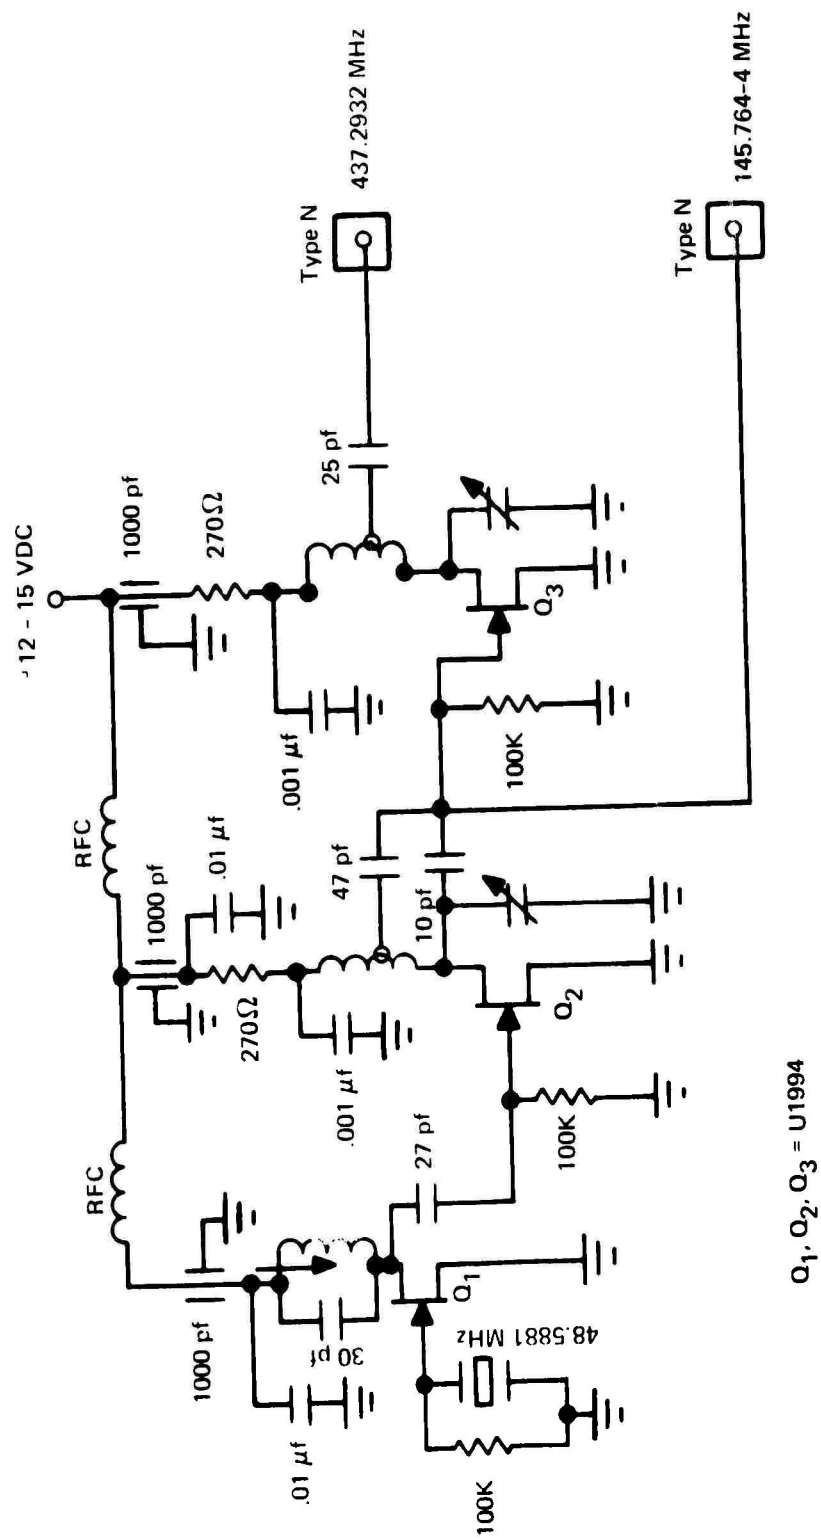 - 12 - 15 VDC
RFC
RFC
1000 pf
1000 pf
1000 pf
.01 µf
30 pf
.01 µf
270Ω
270Ω
.001 µf
.001 µf
47 pf
10 pf
25 pf
27 pf
100K
48.5881 MHz
Q1
100K
Q2
100K
Q3
Type N
437.2932 MHz
Type N
145.764-4 MHz
Q1, Q2, Q3 = U1994